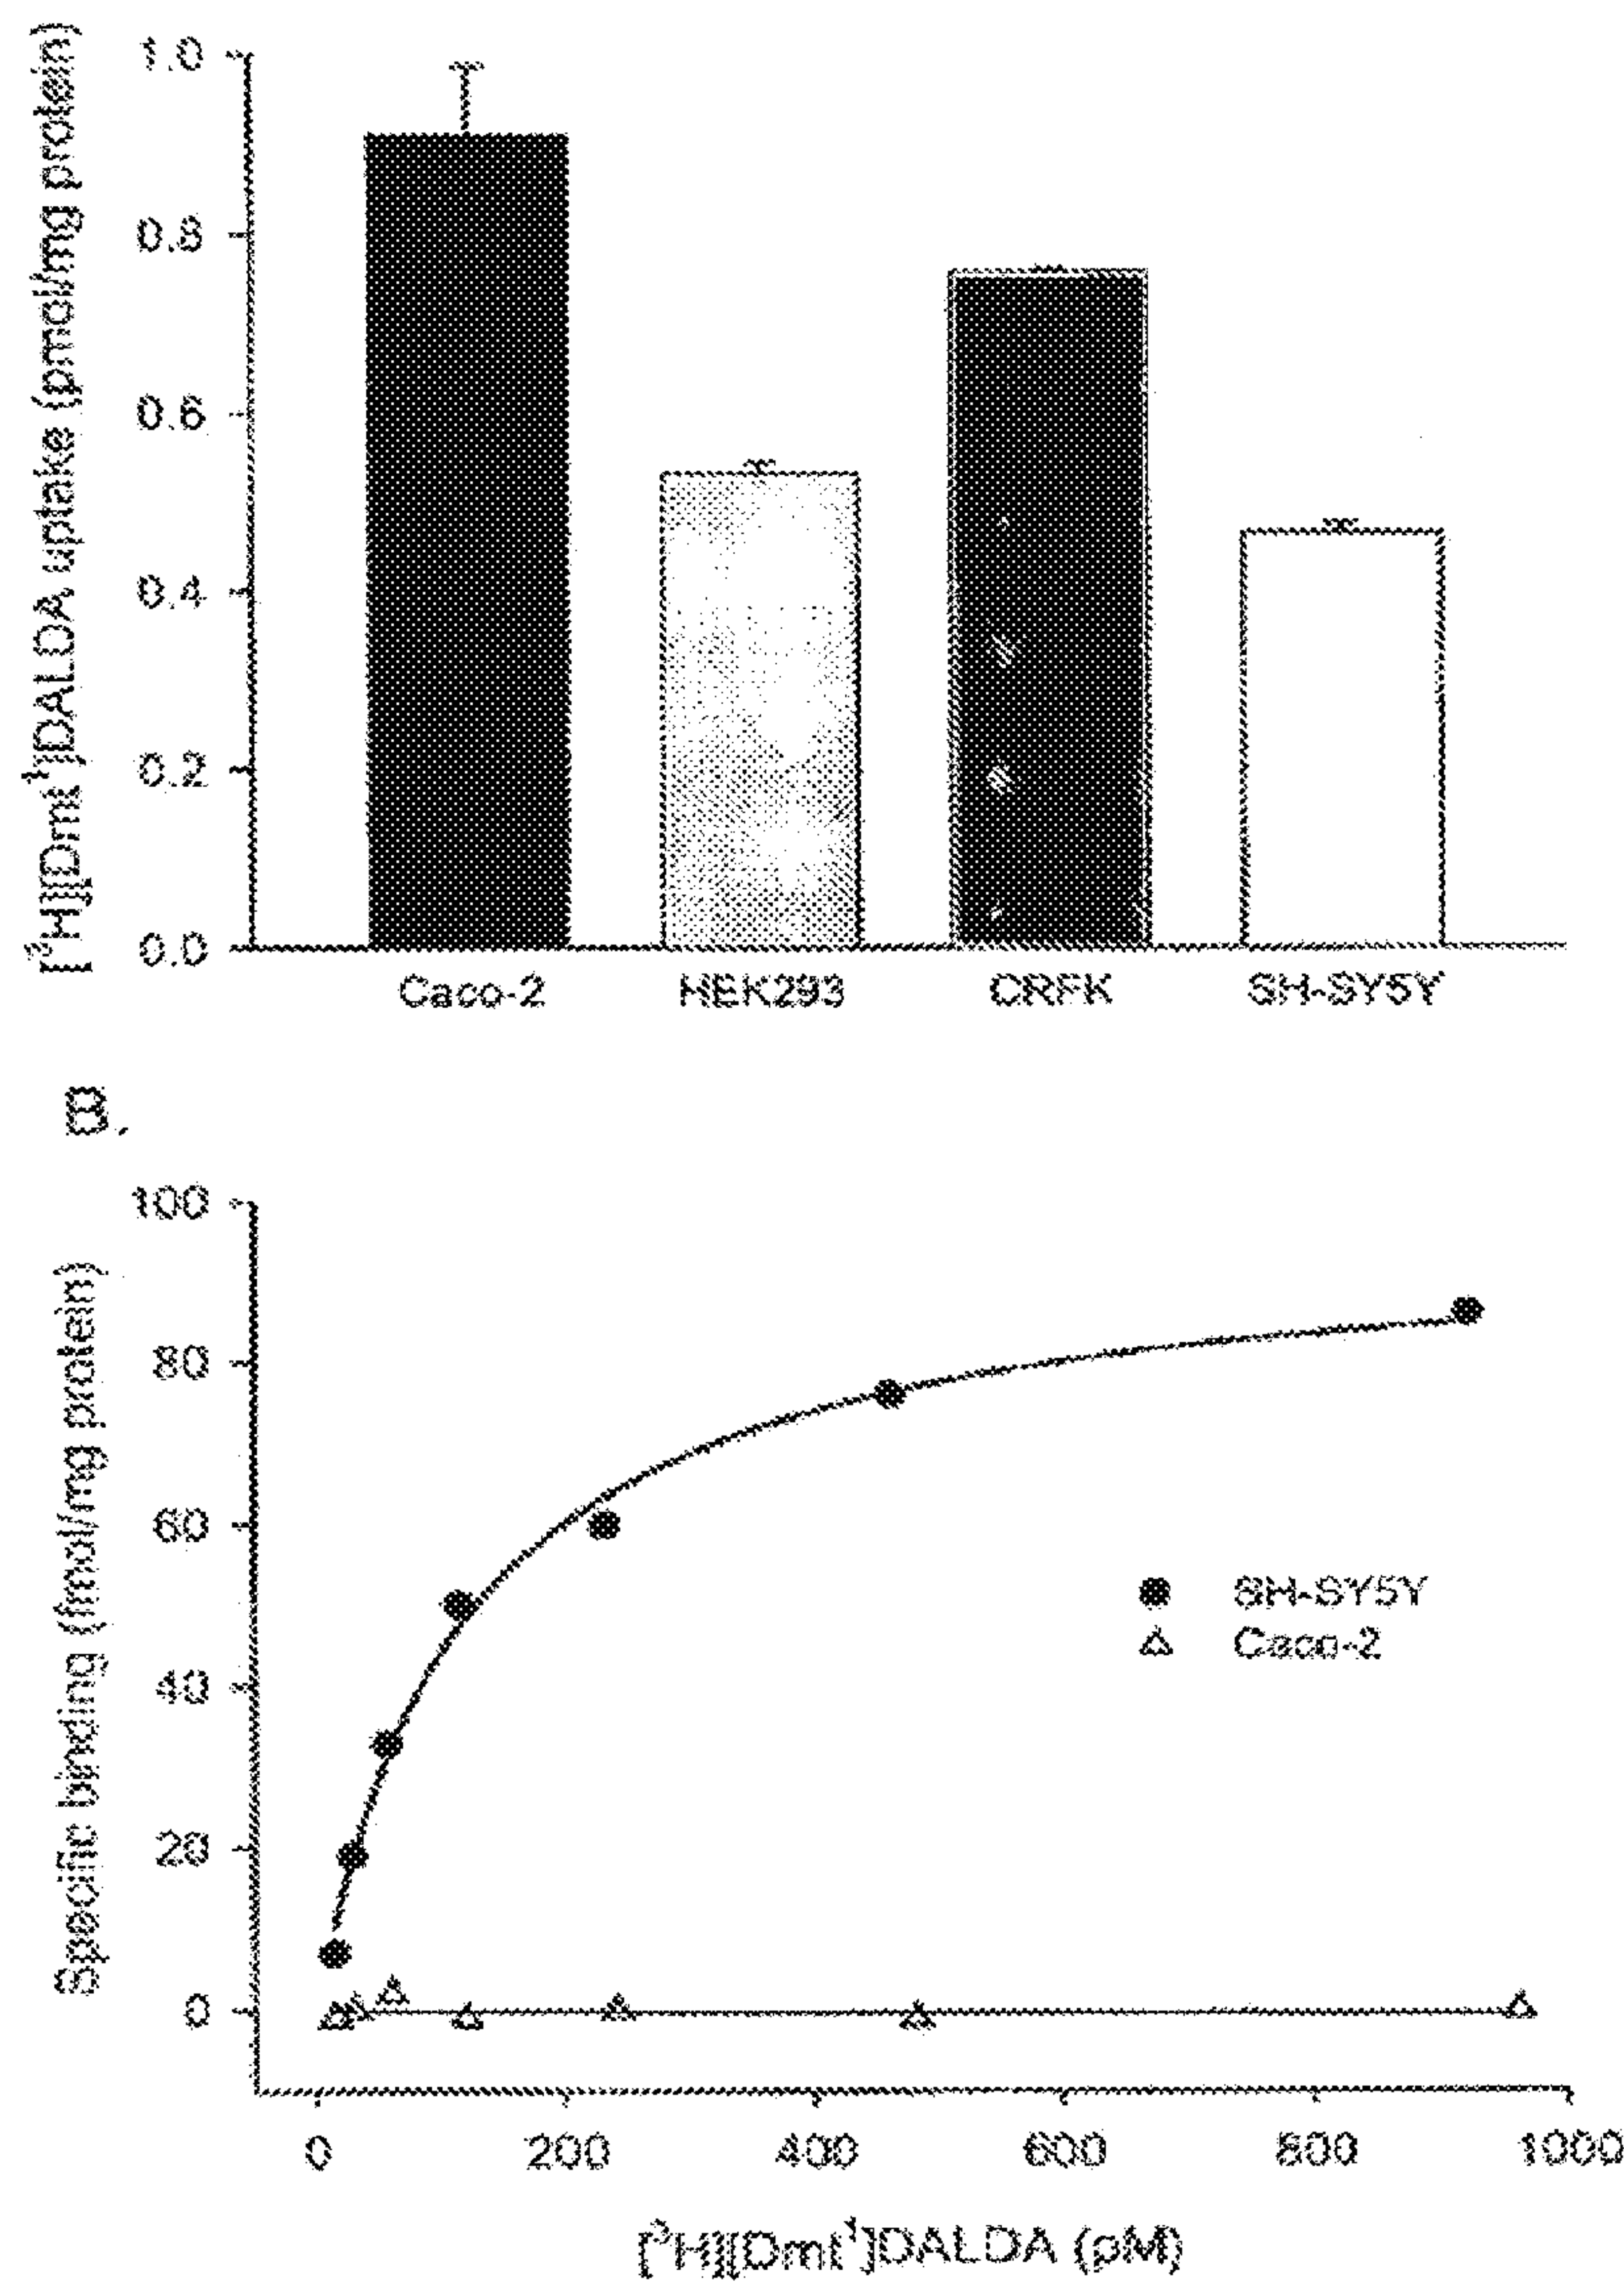 [³H][Dmt¹]DALDA uptake (pmol/mg protein)
1.0
0.8
0.6
0.4
0.2
0.0
Caco-2 HEK293 CRFK SH-SY5Y
B.
Specific binding (fmol/mg protein)
100
80
60
40
20
0
SH-SY5Y
Caco-2
0 200 400 600 800 1000
[³H][Dmt¹]DALDA (pM)